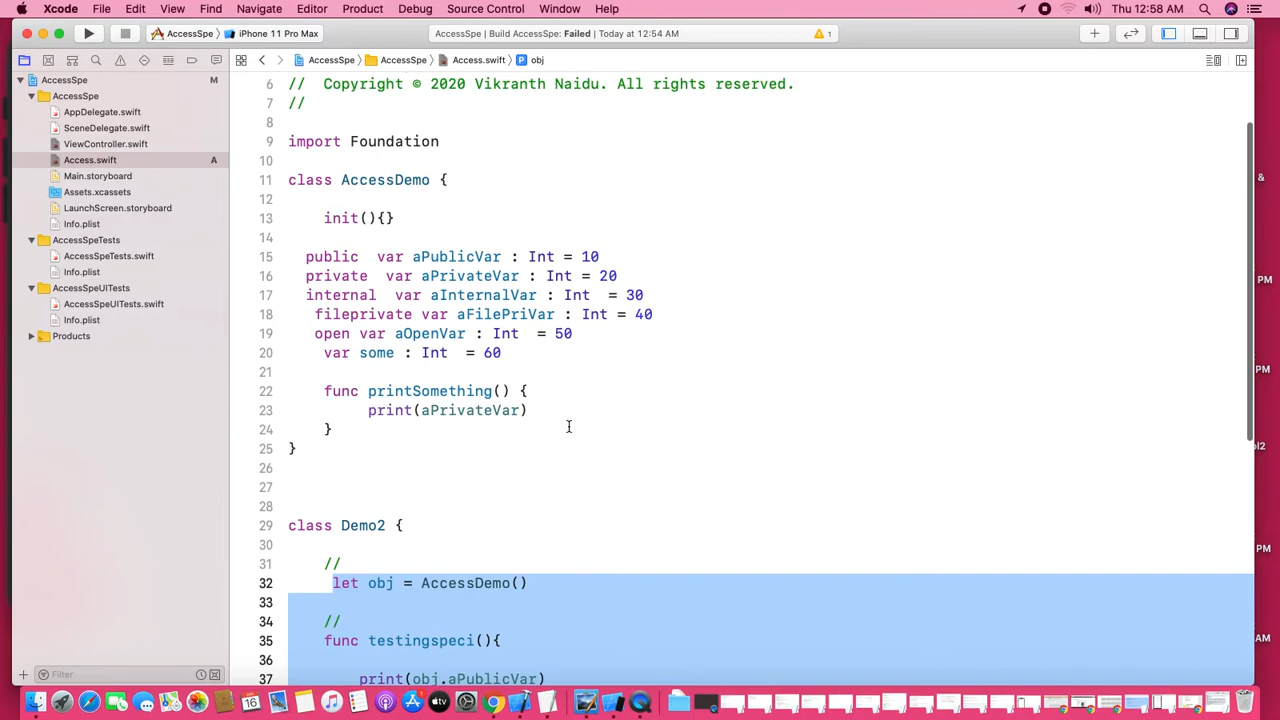 Xcode File Edit View Find Navigate Editor Product Debug Source Control Window Help Thu 12:58 AM
AccessSpe iPhone 11 Pro Max AccessSpe | Build AccessSpe: Failed | Today at 12:54 AM 1
AccessSpe AccessSpe Access.swift P obj
AccessSpe
AccessSpe
AppDelegate.swift
SceneDelegate.swift
ViewController.swift
Access.swift A
Main.storyboard
Assets.xcassets
LaunchScreen.storyboard
Info.plist
AccessSpeTests
AccessSpeTests.swift
Info.plist
AccessSpeUITests
AccessSpeUITests.swift
Info.plist
Products
Filter
6 // Copyright © 2020 Vikranth Naidu. All rights reserved.
7 //
8
9 import Foundation
10
11 class AccessDemo {
12
13 init(){}
14
15 public var aPublicVar : Int = 10
16 private var aPrivateVar : Int = 20
17 internal var aInternalVar : Int = 30
18 fileprivate var aFilePriVar : Int = 40
19 open var aOpenVar : Int = 50
20 var some : Int = 60
21
22 func printSomething() {
23 print(aPrivateVar)
24 }
25 }
26
27
28
29 class Demo2 {
30
31 //
32 let obj = AccessDemo()
33
34 //
35 func testingspeci(){
36
37 print(obj.aPublicVar)
&
PM
PM
ol2
PM
AM
16